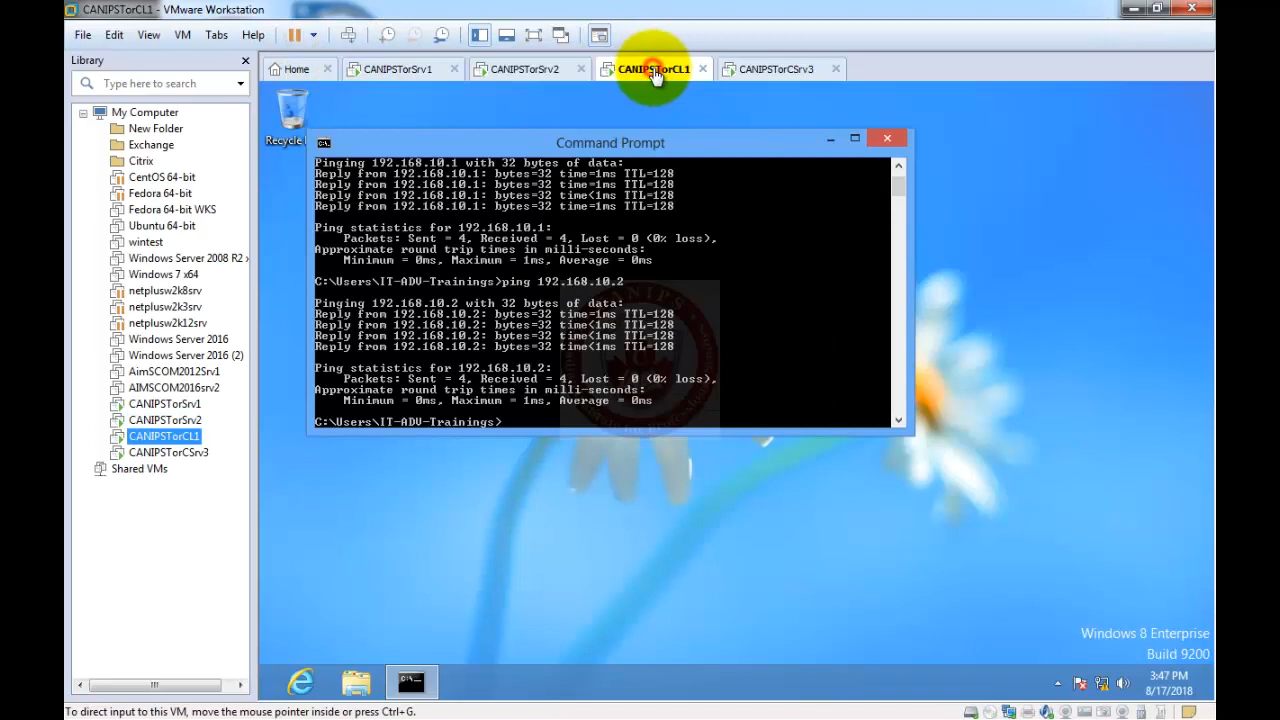 CANIPSTorCL1 - VMware Workstation
File Edit View VM Tabs Help
Library
Type here to search
Home
CANIPSTorSrv1
CANIPSTorSrv2
CANIPSTorCL1
CANIPSTorCSrv3
My Computer
New Folder
Exchange
Citrix
CentOS 64-bit
Fedora 64-bit
Fedora 64-bit WKS
Ubuntu 64-bit
wintest
Windows Server 2008 R2 x
Windows 7 x64
netplusw2k8srv
netplusw2k3srv
netplusw2k12srv
Windows Server 2016
Windows Server 2016 (2)
AimSCOM2012Srv1
AIMSCOM2016srv2
CANIPSTorSrv1
CANIPSTorSrv2
CANIPSTorCL1
CANIPSTorCSrv3
Shared VMs
Recycle
Command Prompt
Pinging 192.168.10.1 with 32 bytes of data:
Reply from 192.168.10.1: bytes=32 time=1ms TTL=128
Reply from 192.168.10.1: bytes=32 time=1ms TTL=128
Reply from 192.168.10.1: bytes=32 time<1ms TTL=128
Reply from 192.168.10.1: bytes=32 time=1ms TTL=128
Ping statistics for 192.168.10.1:
Packets: Sent = 4, Received = 4, Lost = 0 (0% loss),
Approximate round trip times in milli-seconds:
Minimum = 0ms, Maximum = 1ms, Average = 0ms
C:\Users\IT-ADV-Trainings>ping 192.168.10.2
Pinging 192.168.10.2 with 32 bytes of data:
Reply from 192.168.10.2: bytes=32 time=1ms TTL=128
Reply from 192.168.10.2: bytes=32 time<1ms TTL=128
Reply from 192.168.10.2: bytes=32 time<1ms TTL=128
Reply from 192.168.10.2: bytes=32 time<1ms TTL=128
Ping statistics for 192.168.10.2:
Packets: Sent = 4, Received = 4, Lost = 0 (0% loss),
Approximate round trip times in milli-seconds:
Minimum = 0ms, Maximum = 1ms, Average = 0ms
C:\Users\IT-ADV-Trainings>
Windows 8 Enterprise
Build 9200
3:47 PM
8/17/2018
To direct input to this VM, move the mouse pointer inside or press Ctrl+G.